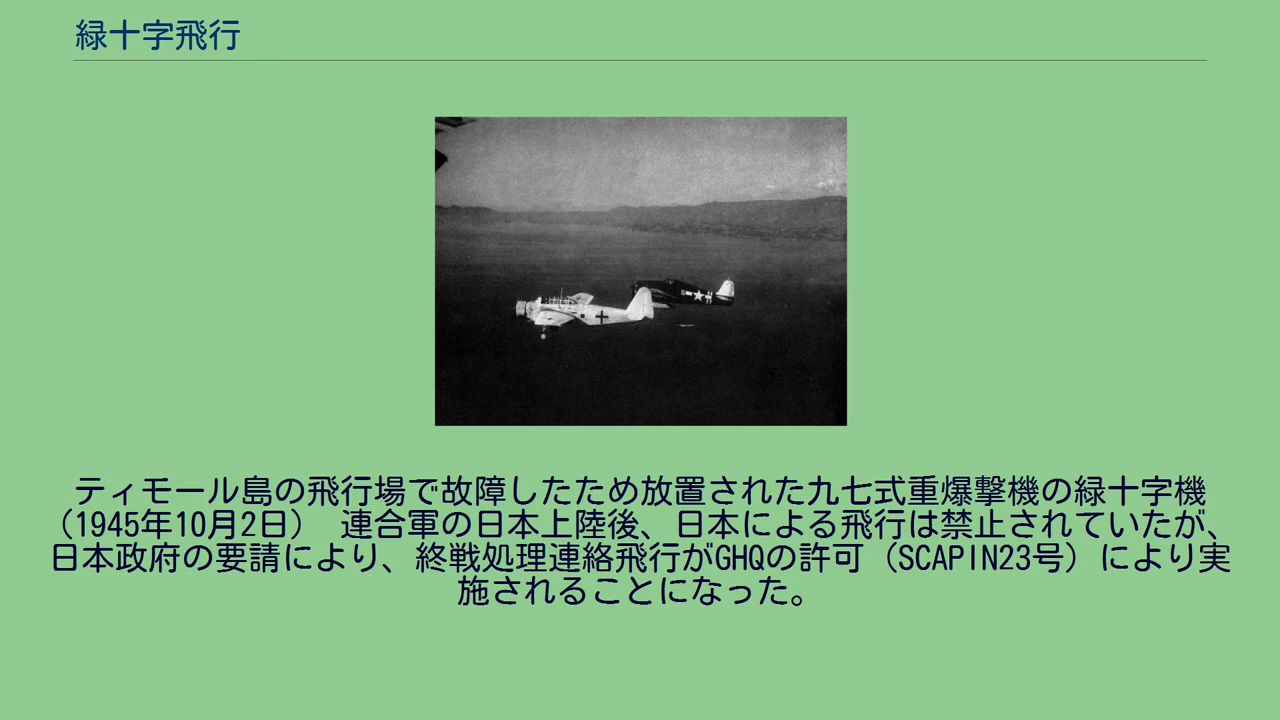 緑十字飛行
ティモール島の飛行場で故障したため放置された九七式重爆撃機の緑十字機
（1945年10月2日） 連合軍の日本上陸後、日本による飛行は禁止されていたが、
日本政府の要請により、終戦処理連絡飛行がGHQの許可（SCAPIN23号）により実
施されることになった。